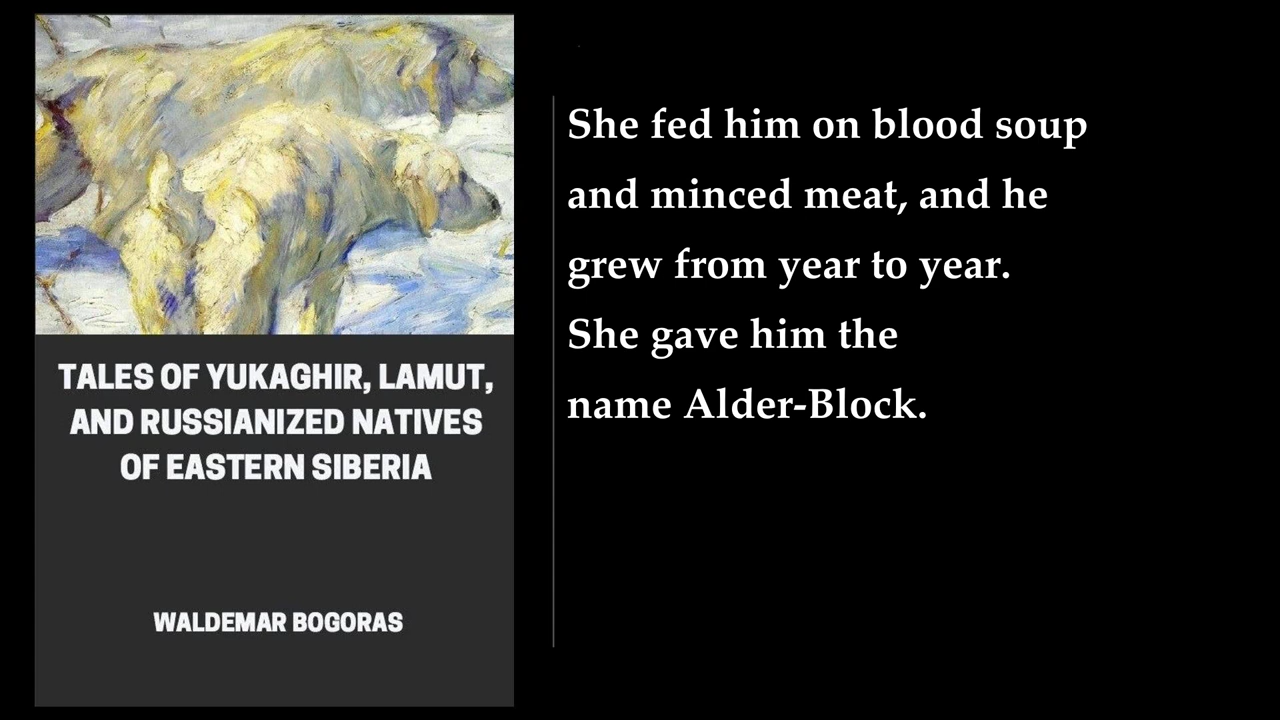 TALES OF YUKAGHIR, LAMUT,
AND RUSSIANIZED NATIVES
OF EASTERN SIBERIA
WALDEMAR BOGORAS
She fed him on blood soup
and minced meat, and he
grew from year to year.
She gave him the
name Alder-Block.